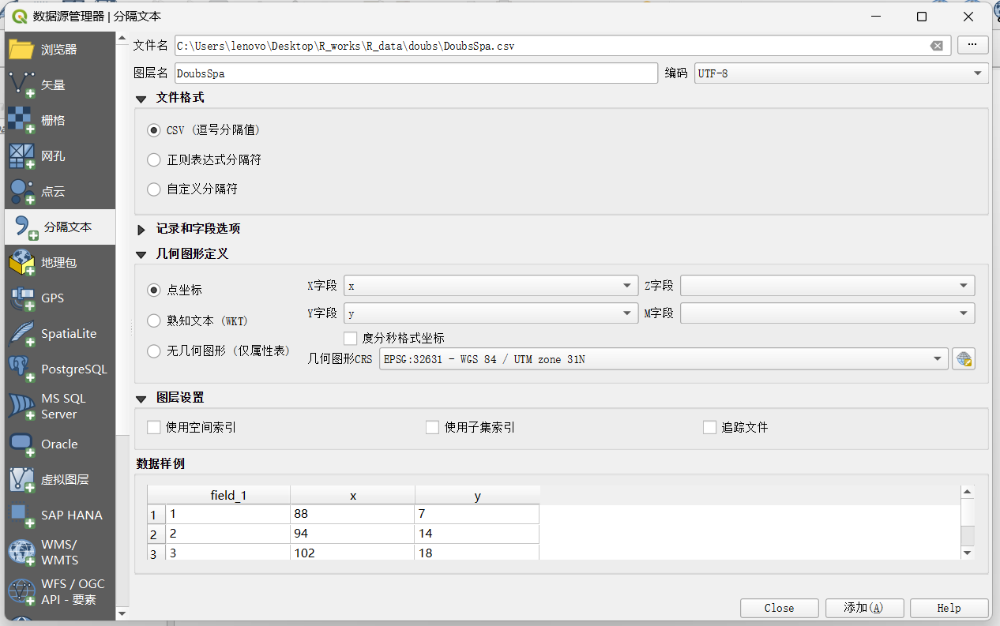 数据源管理器 | 分隔文本
浏览器
矢量
栅格
网孔
点云
分隔文本
地理包
GPS
SpatiaLite
PostgreSQL
MS SQL
Server
Oracle
虚拟图层
SAP HANA
WMS/
WMTS
WFS / OGC
API - 要素
文件名 C:\Users\lenovo\Desktop\R_works\R_data\doubs\DoubsSpa.csv ...
图层名 DoubsSpa 编码 UTF-8
文件格式
CSV (逗号分隔值)
正则表达式分隔符
自定义分隔符
记录和字段选项
几何图形定义
点坐标 X字段 x Z字段
熟知文本 (WKT) Y字段 y M字段
度分秒格式坐标
无几何图形 (仅属性表) 几何图形CRS EPSG:32631 - WGS 84 / UTM zone 31N
图层设置
使用空间索引 使用子集索引 追踪文件
数据样例
field_1 x y
1 1 88 7
2 2 94 14
3 3 102 18
Close 添加(A) Help